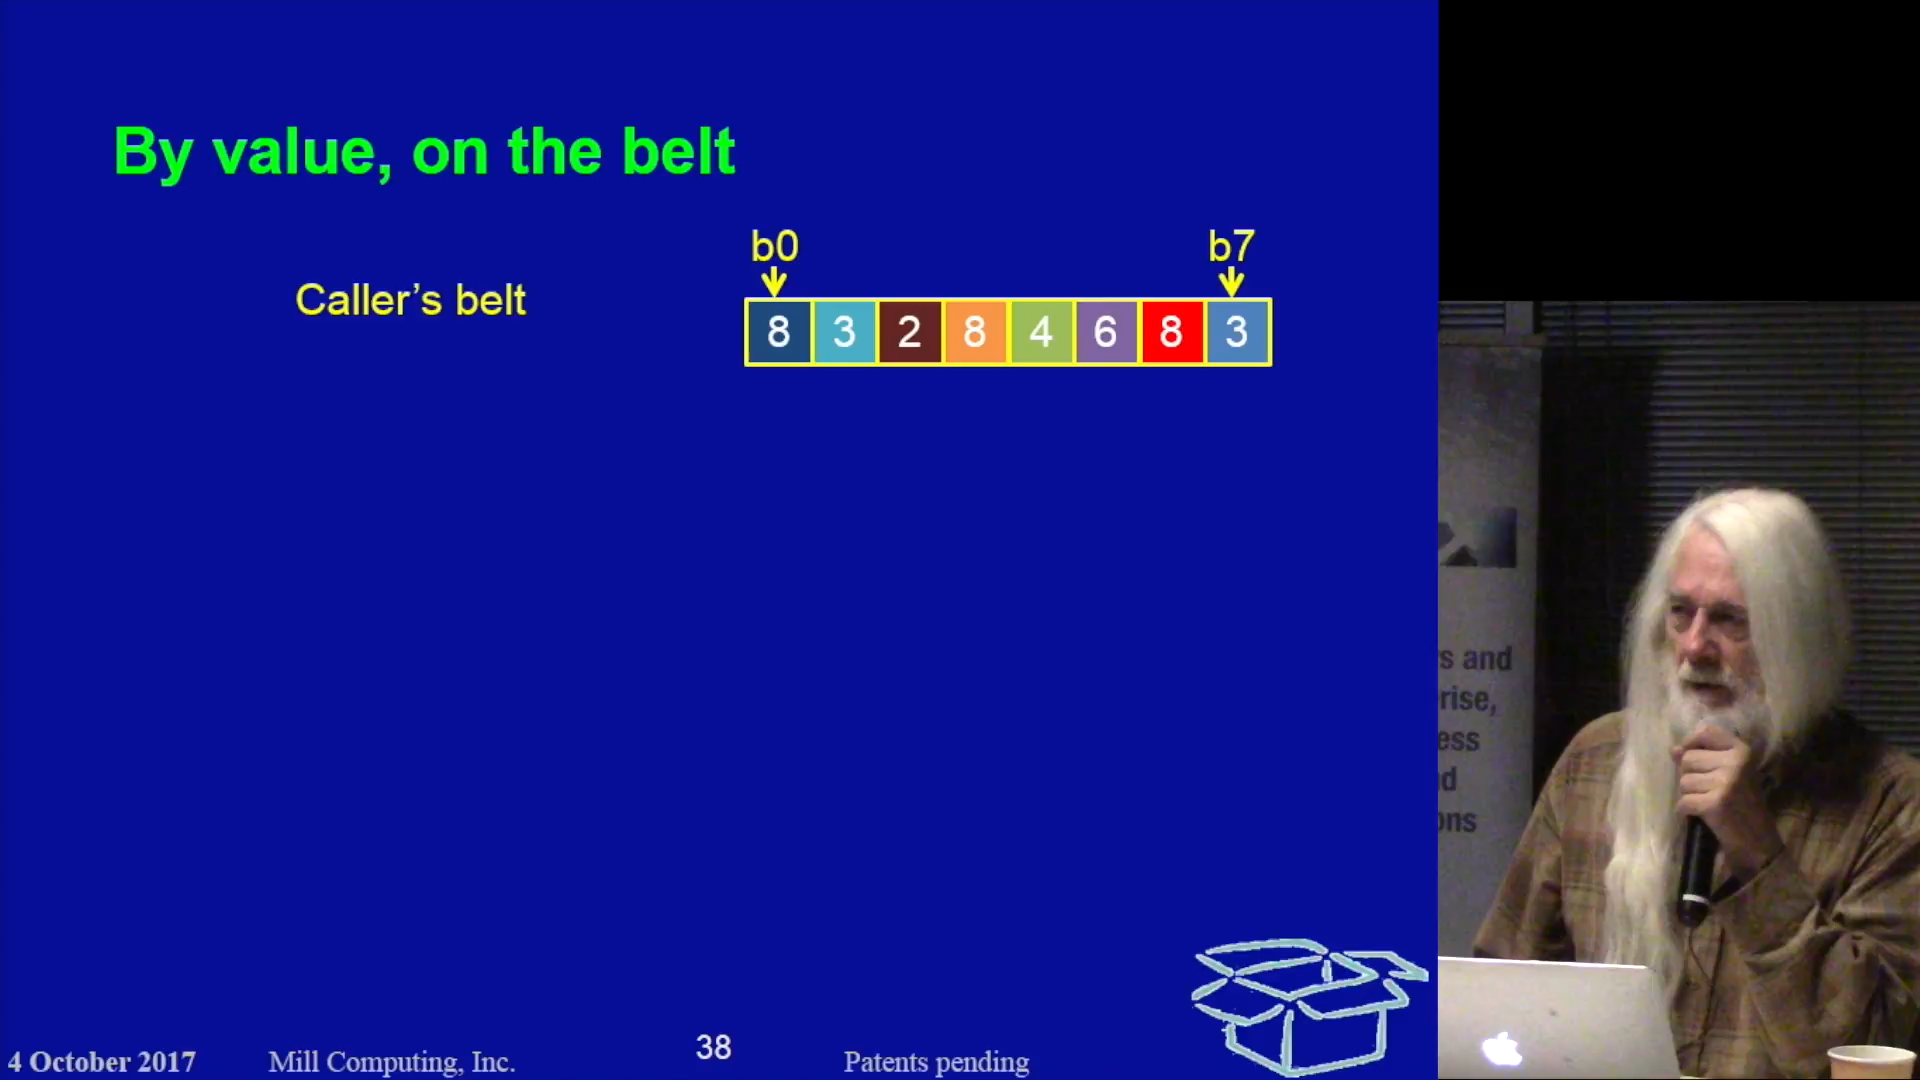 By value, on the belt
b0
b7
Caller’s belt
8 3 2 8 4 6 8 3
s and
rise,
ess
d
ons
4 October 2017
Mill Computing, Inc.
38
Patents pending